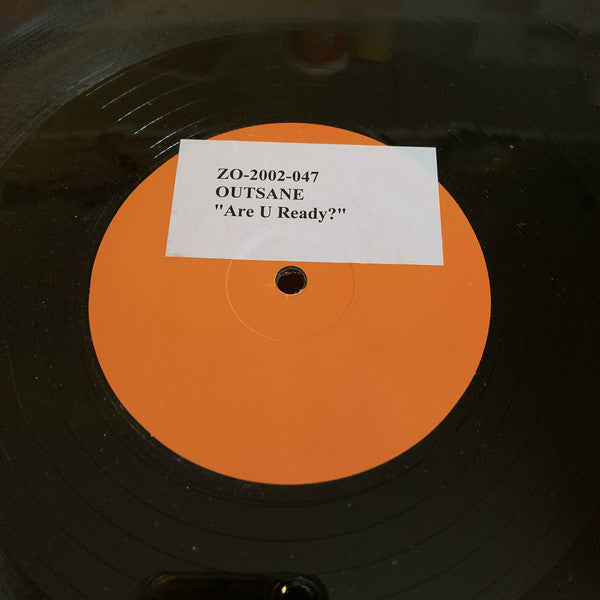 ZO-2002-047
OUTSANE
"Are U Ready?"